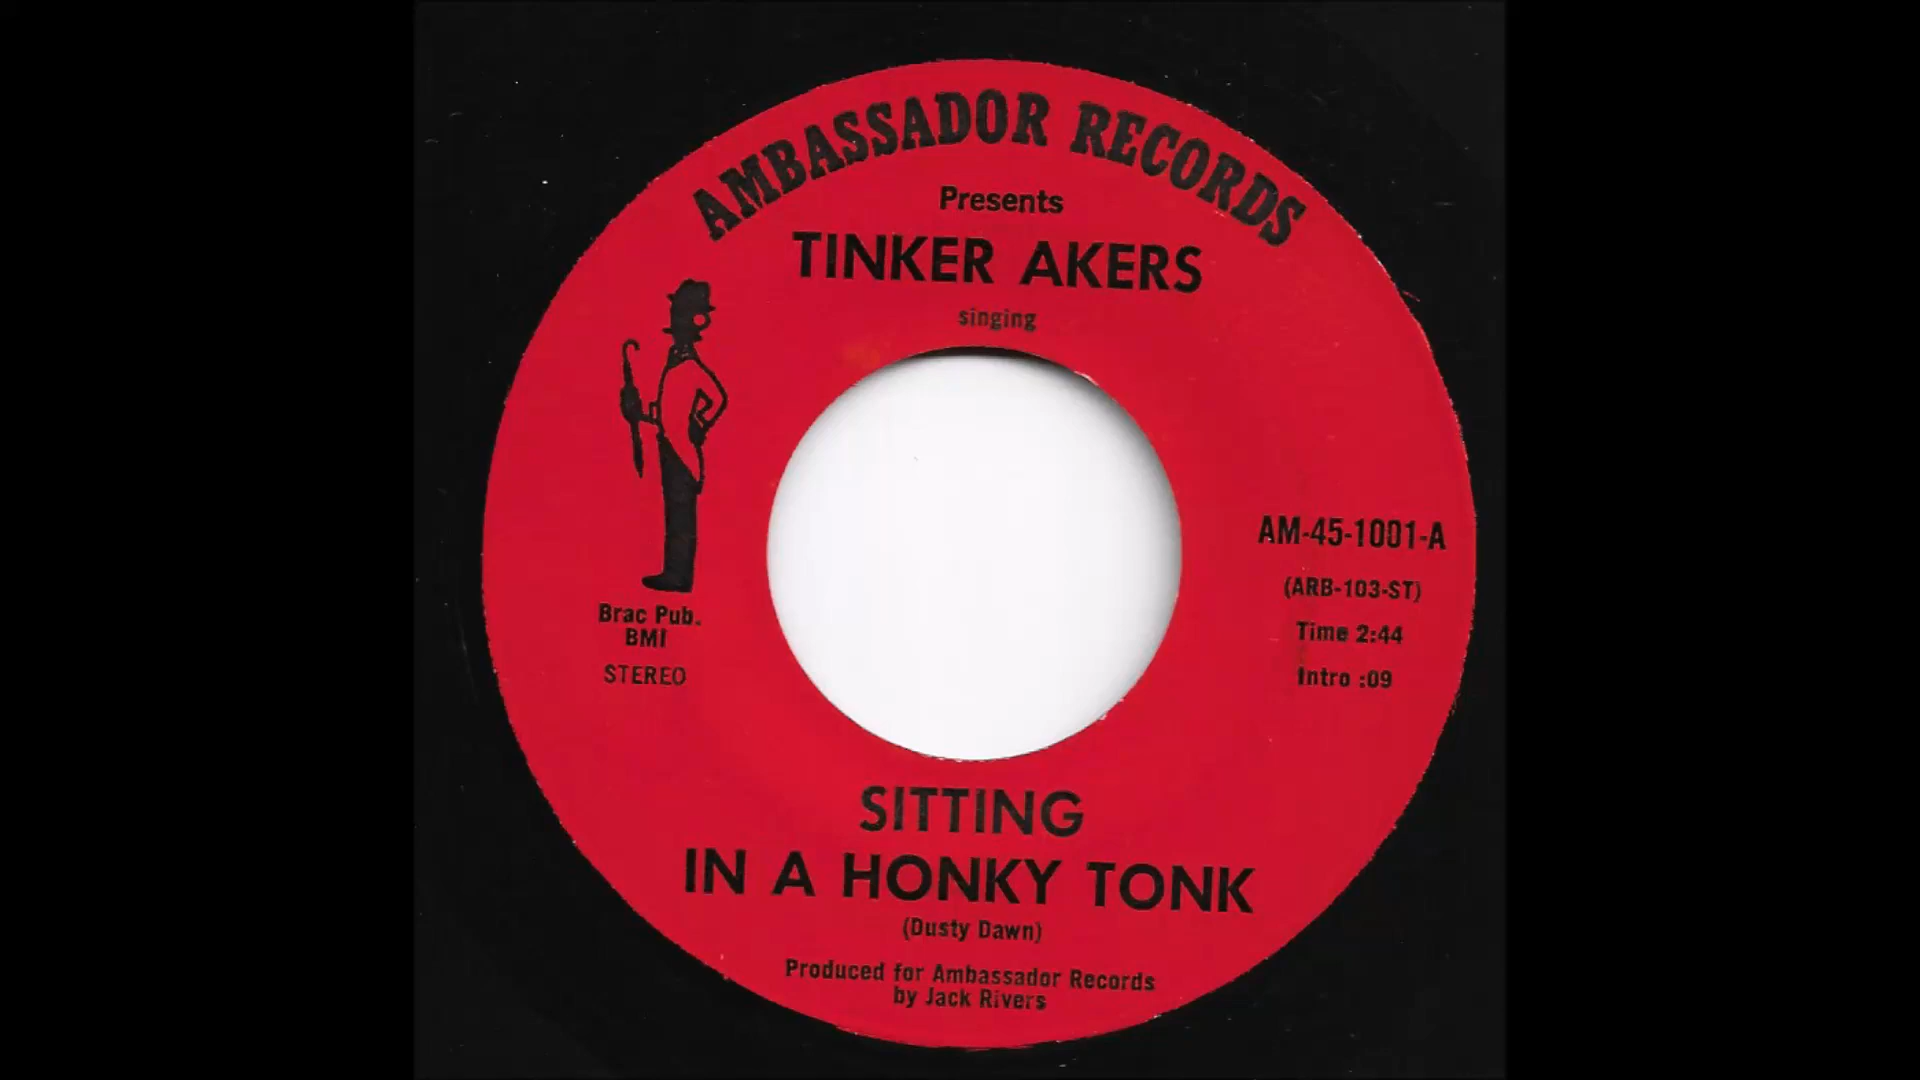 AMBASSADOR RECORDS
Presents
TINKER AKERS
singing
AM-45-1001-A
(ARB-103-ST)
Time 2:44
Intro :09
Brac Pub.
BMI
STEREO
SITTING
IN A HONKY TONK
(Dusty Dawn)
Produced for Ambassador Records
by Jack Rivers